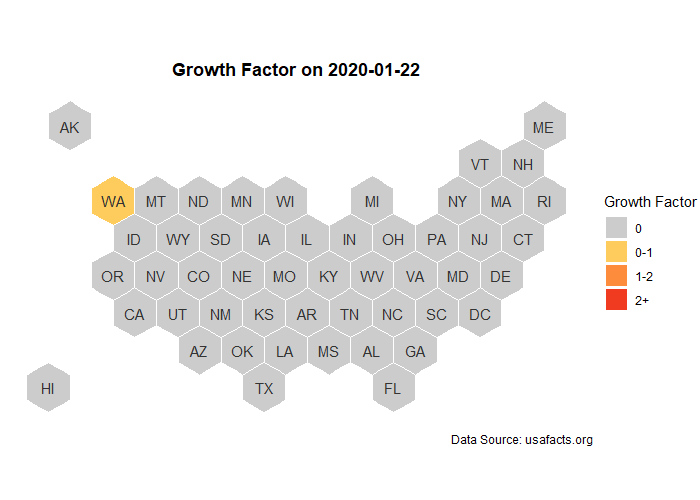 Growth Factor on 2020-01-22
AK ME
VT NH
WA MT ND MN WI MI NY MA RI
Growth Factor
ID WY SD IA IL IN OH PA NJ CT
0
0-1
OR NV CO NE MO KY WV VA MD DE
1-2
2+
CA UT NM KS AR TN NC SC DC
AZ OK LA MS AL GA
HI TX FL
Data Source: usafacts.org